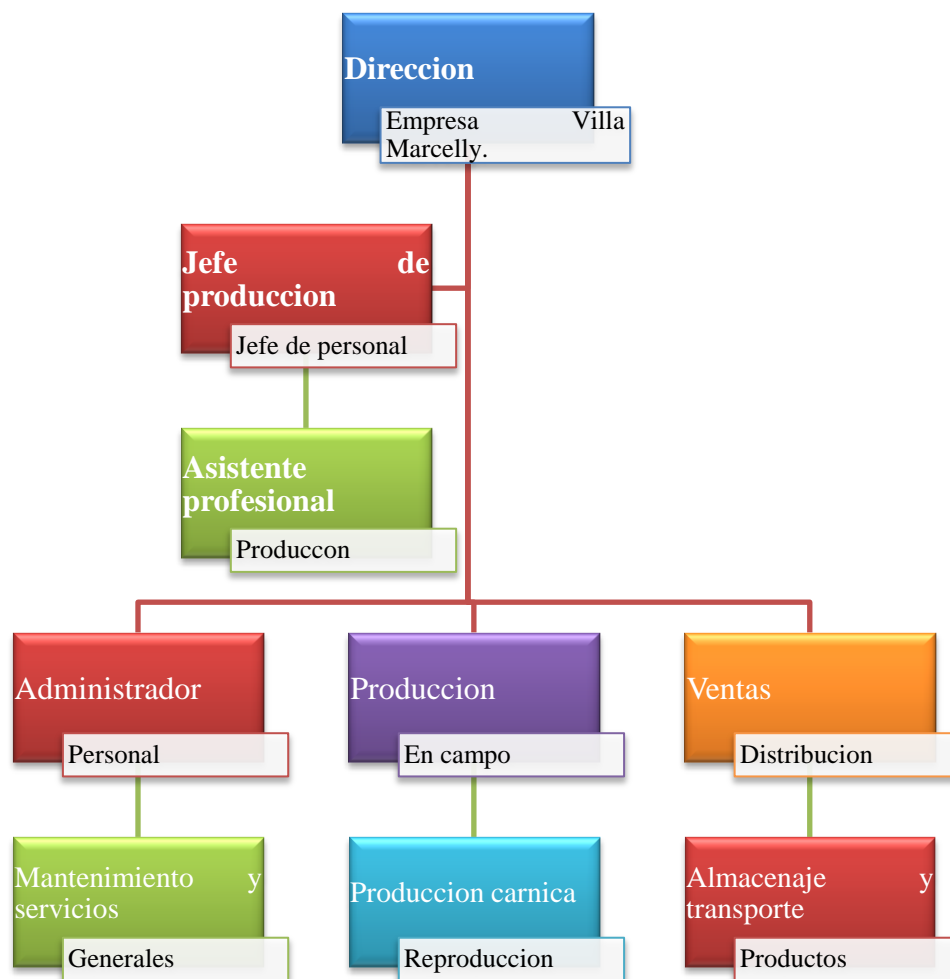 Direccion
Empresa Villa
Marcelly.
Jefe de
produccion
Jefe de personal
Asistente
profesional
Produccon
Administrador
Personal
Produccion
En campo
Ventas
Distribucion
Mantenimiento y
servicios
Generales
Produccion carnica
Reproduccion
Almacenaje y
transporte
Productos